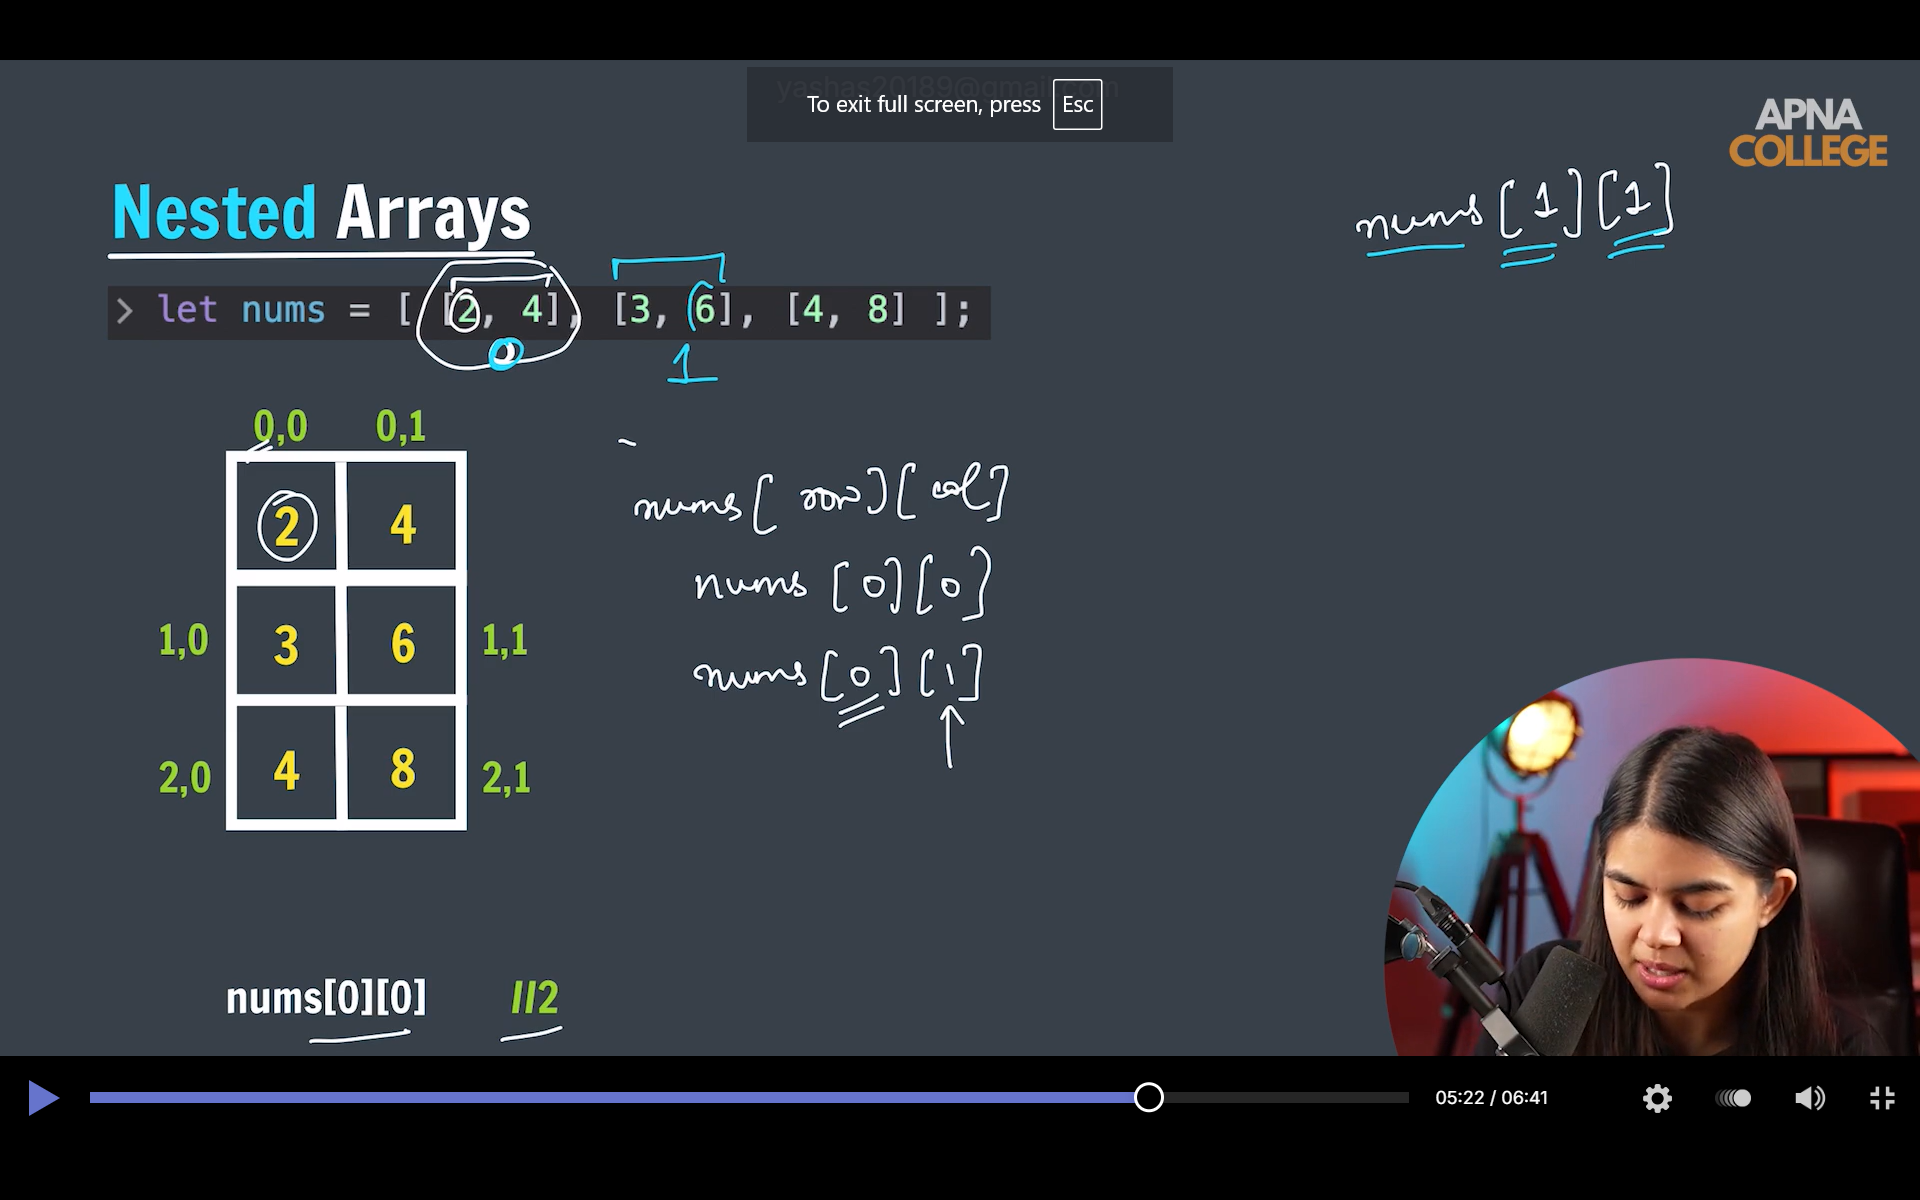 yashas20189@gmail.com
To exit full screen, press Esc
APNA
COLLEGE
Nested Arrays
nums[1][1]
> let nums = [ [2, 4], [3, 6], [4, 8] ];
0
1
0,0 0,1
2 4
1,0 3 6 1,1
2,0 4 8 2,1
nums[row][col]
nums[0][0]
nums[0][1]
nums[0][0] //2
05:22 / 06:41